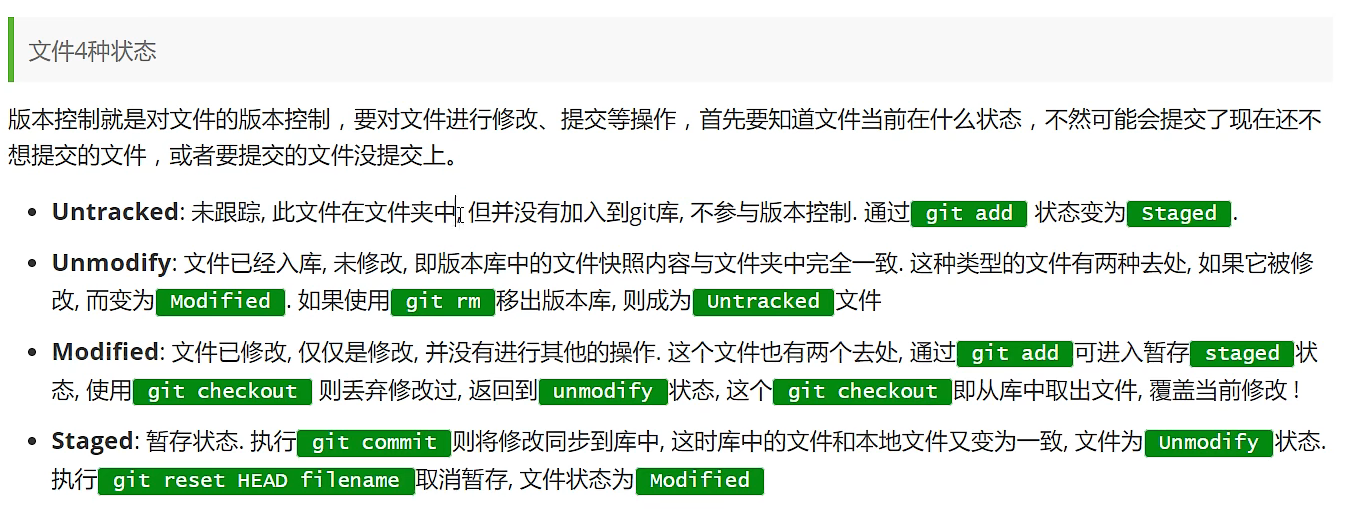 文件4种状态
版本控制就是对文件的版本控制，要对文件进行修改、提交等操作，首先要知道文件当前在什么状态，不然可能会提交了现在还不
想提交的文件，或者要提交的文件没提交上。
• Untracked: 未跟踪, 此文件在文件夹中, 但并没有加入到git库, 不参与版本控制. 通过 git add 状态变为 Staged .
• Unmodify: 文件已经入库, 未修改, 即版本库中的文件快照内容与文件夹中完全一致. 这种类型的文件有两种去处, 如果它被修
改, 而变为 Modified . 如果使用 git rm 移出版本库, 则成为 Untracked 文件
• Modified: 文件已修改, 仅仅是修改, 并没有进行其他的操作. 这个文件也有两个去处, 通过 git add 可进入暂存 staged 状
态, 使用 git checkout 则丢弃修改过, 返回到 unmodify 状态, 这个 git checkout 即从库中取出文件, 覆盖当前修改 !
• Staged: 暂存状态. 执行 git commit 则将修改同步到库中, 这时库中的文件和本地文件又变为一致, 文件为 Unmodify 状态.
执行 git reset HEAD filename 取消暂存, 文件状态为 Modified